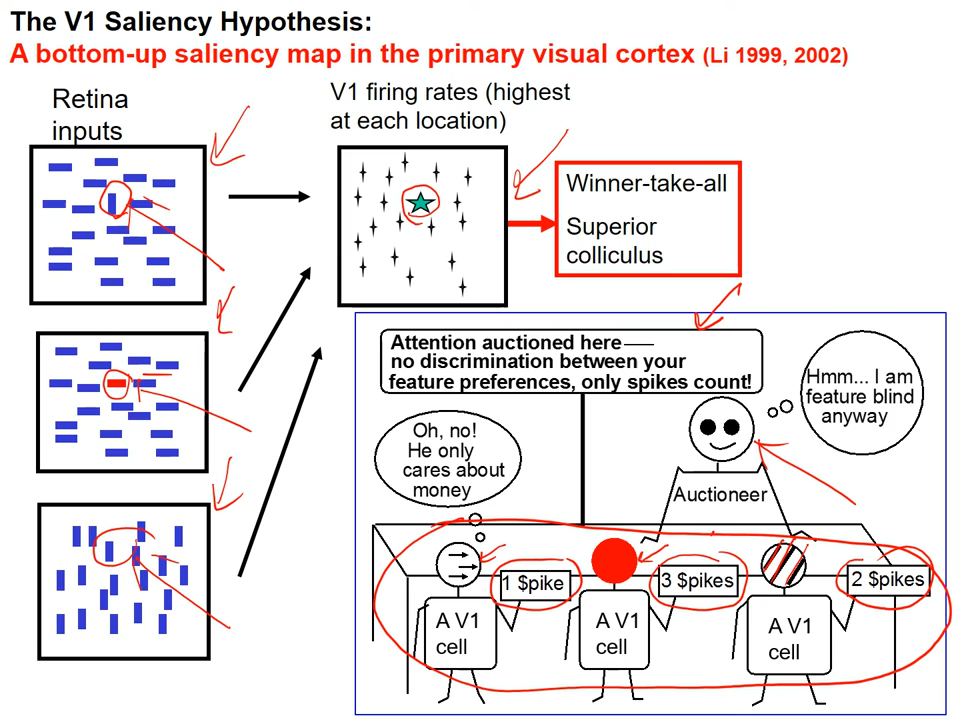 The V1 Saliency Hypothesis:
A bottom-up saliency map in the primary visual cortex (Li 1999, 2002)
Retina
inputs
V1 firing rates (highest
at each location)
Winner-take-all
Superior
colliculus
Attention auctioned here —
no discrimination between your
feature preferences, only spikes count!
Hmm... I am
feature blind
anyway
Oh, no!
He only
cares about
money
Auctioneer
1 $pike
3 $pikes
2 $pikes
A V1
cell
A V1
cell
A V1
cell